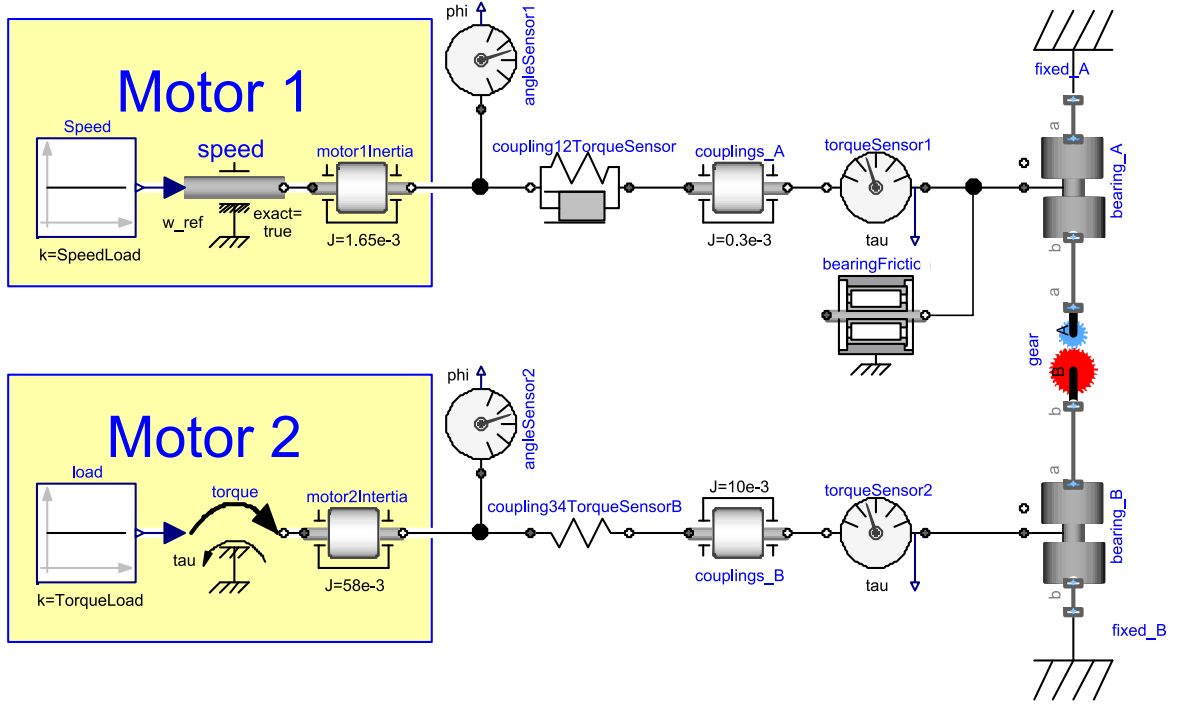 phi
angleSensor1
fixed_A
Motor 1
a
Speed
speed
motor1Inertia
coupling12TorqueSensor
couplings_A
torqueSensor1
bearing_A
w_ref
exact=
true
J=1.65e-3
J=0.3e-3
tau
k=SpeedLoad
b
bearingFrictio
a
A
gear
B
phi
angleSensor2
b
Motor 2
a
load
torque
motor2Intertia
coupling34TorqueSensorB
J=10e-3
torqueSensor2
bearing_B
tau
J=58e-3
couplings_B
tau
k=TorqueLoad
b
fixed_B